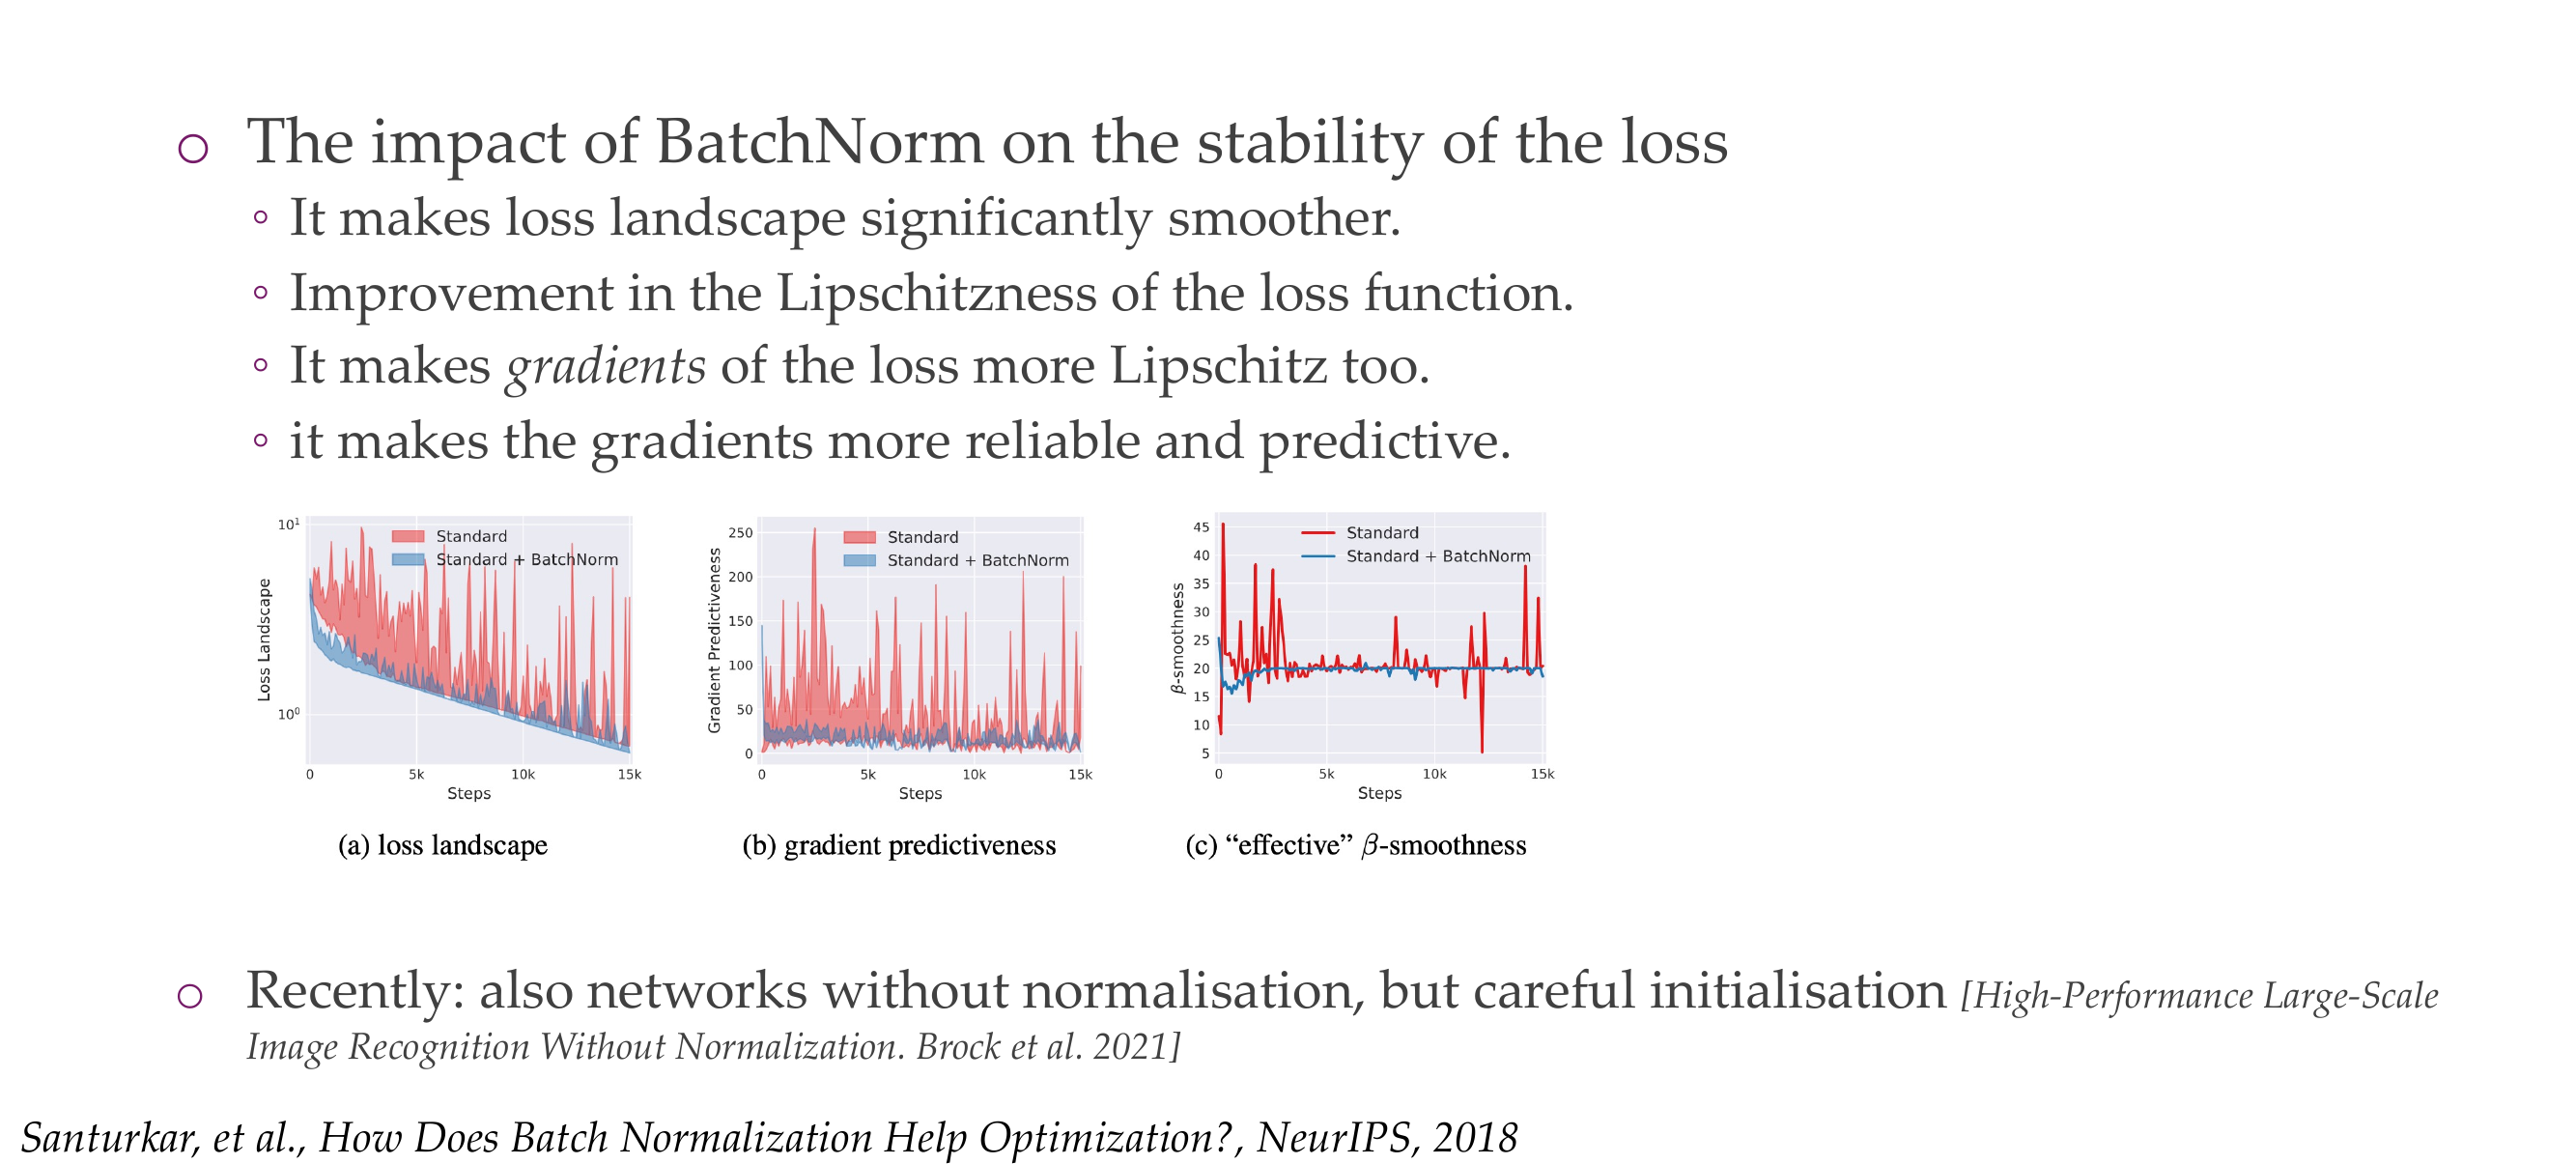 The impact of BatchNorm on the stability of the loss
It makes loss landscape significantly smoother.
Improvement in the Lipschitzness of the loss function.
It makes gradients of the loss more Lipschitz too.
it makes the gradients more reliable and predictive.
Loss Landscape
10¹
10⁰
Standard
Standard + BatchNorm
0 5k 10k 15k
Steps
(a) loss landscape
Gradient Predictiveness
250
200
150
100
50
0
Standard
Standard + BatchNorm
0 5k 10k 15k
Steps
(b) gradient predictiveness
β-smoothness
45
40
35
30
25
20
15
10
5
Standard
Standard + BatchNorm
0 5k 10k 15k
Steps
(c) “effective” β-smoothness
Recently: also networks without normalisation, but careful initialisation [High-Performance Large-Scale
Image Recognition Without Normalization. Brock et al. 2021]
Santurkar, et al., How Does Batch Normalization Help Optimization?, NeurIPS, 2018